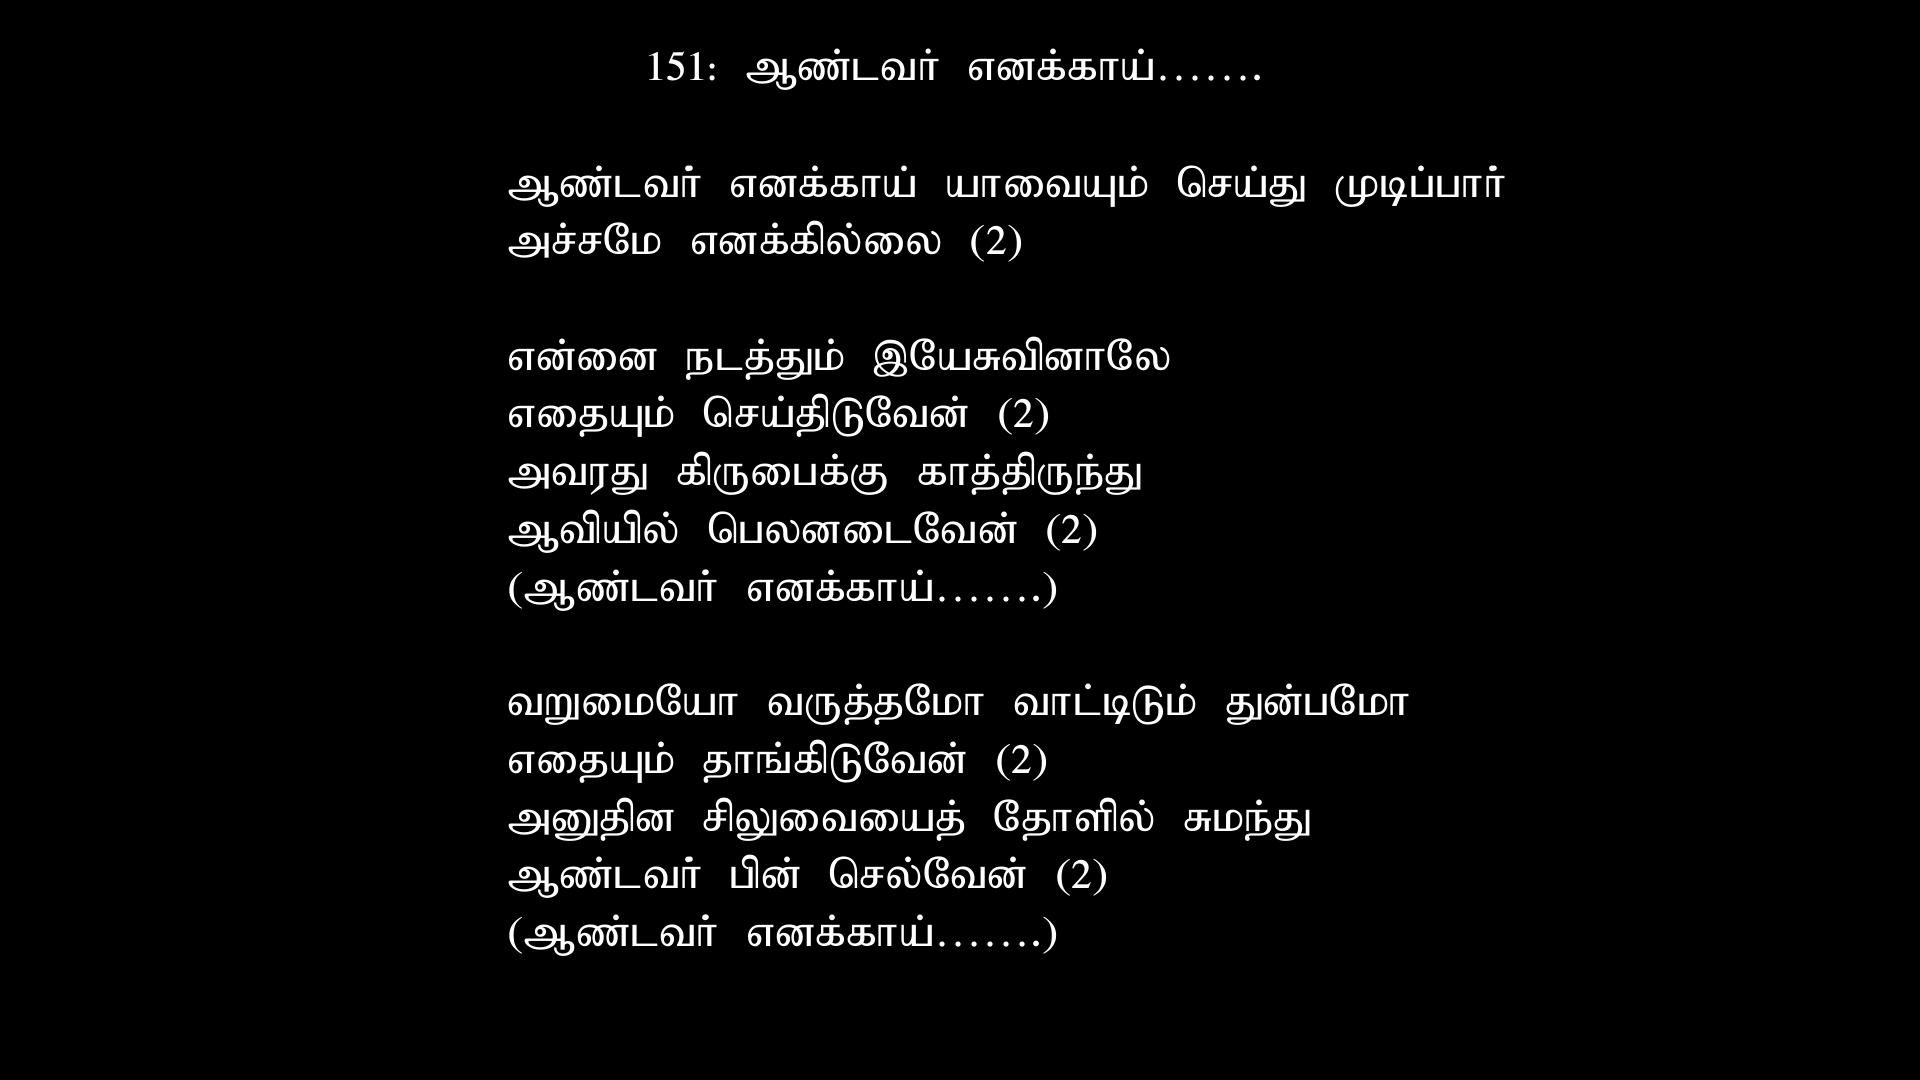 151: ஆண்டவர் எனக்காய்…….
ஆண்டவர் எனக்காய் யாவையும் செய்து முடிப்பார்
அச்சமே எனக்கில்லை (2)
என்னை நடத்தும் இயேசுவினாலே
எதையும் செய்திடுவேன் (2)
அவரது கிருபைக்கு காத்திருந்து
ஆவியில் பெலனடைவேன் (2)
(ஆண்டவர் எனக்காய்…….)
வறுமையோ வருத்தமோ வாட்டிடும் துன்பமோ
எதையும் தாங்கிடுவேன் (2)
அனுதின சிலுவையைத் தோளில் சுமந்து
ஆண்டவர் பின் செல்வேன் (2)
(ஆண்டவர் எனக்காய்…….)